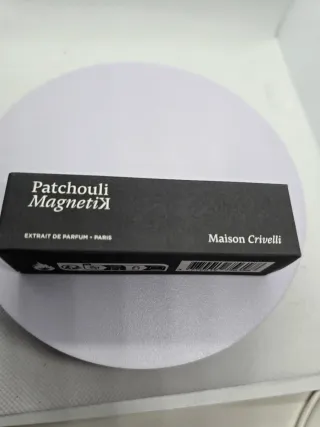 Patchouli
MagnetiK
EXTRAIT DE PARFUM • PARIS
Maison Crivelli